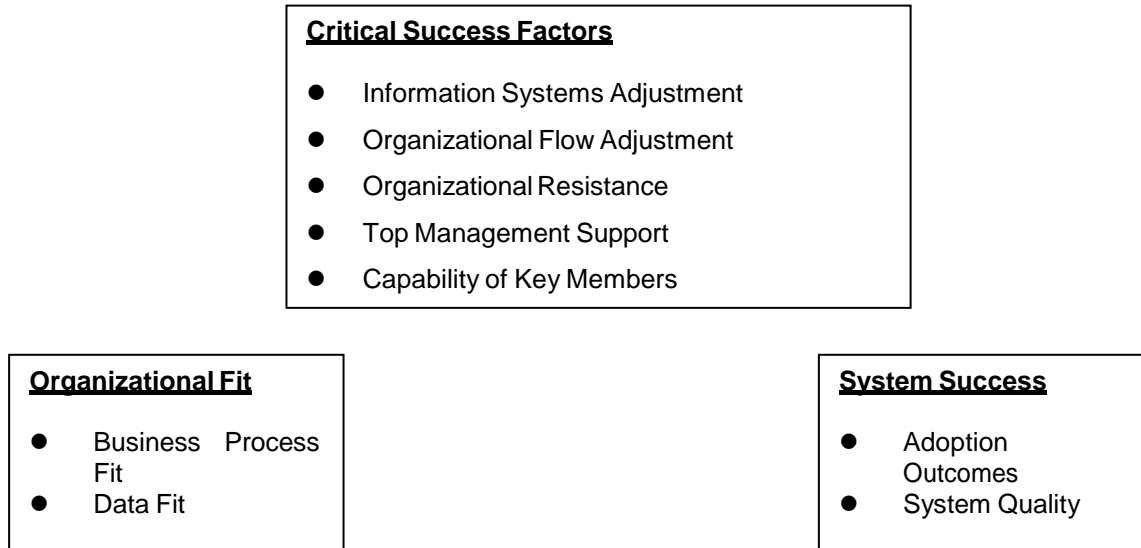 Critical Success Factors
● Information Systems Adjustment
● Organizational Flow Adjustment
● Organizational Resistance
● Top Management Support
● Capability of Key Members
Organizational Fit
● Business Process
Fit
● Data Fit
System Success
● Adoption
Outcomes
● System Quality